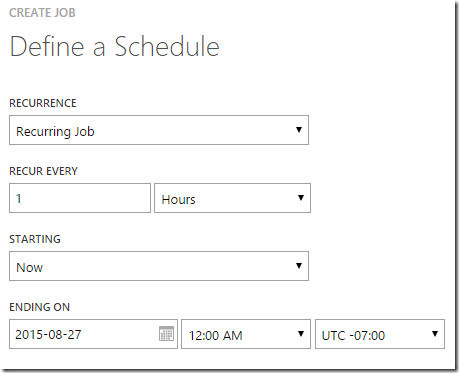 CREATE JOB
Define a Schedule
RECURRENCE
Recurring Job
RECUR EVERY
1 Hours
STARTING
Now
ENDING ON
2015-08-27 12:00 AM UTC -07:00